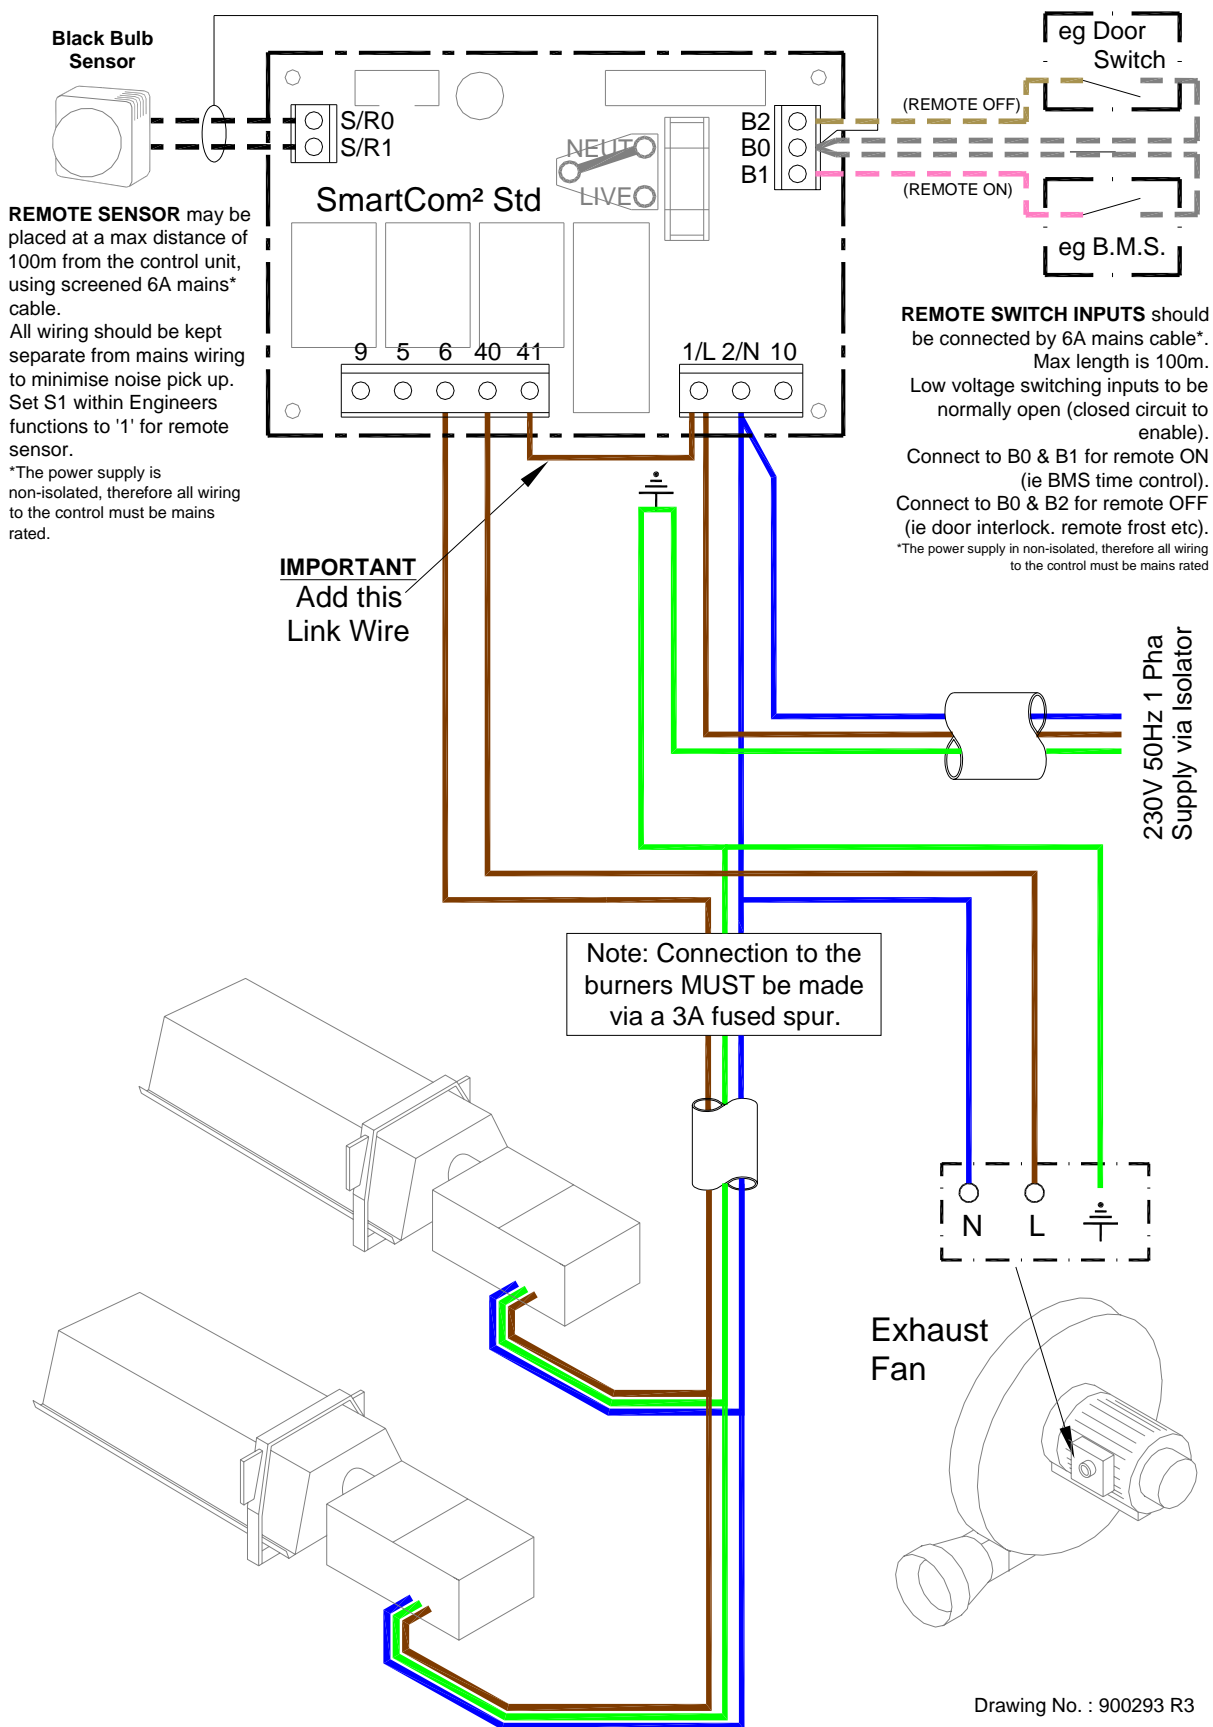 Black Bulb
Sensor
S/R0
S/R1
SmartCom² Std
NEUT
LIVE
B2
B0
B1
(REMOTE OFF)
(REMOTE ON)
eg Door
Switch
eg B.M.S.
REMOTE SENSOR may be
placed at a max distance of
100m from the control unit,
using screened 6A mains*
cable.
All wiring should be kept
separate from mains wiring
to minimise noise pick up.
Set S1 within Engineers
functions to '1' for remote
sensor.
*The power supply is
non-isolated, therefore all wiring
to the control must be mains
rated.
9 5 6 40 41
1/L 2/N 10
REMOTE SWITCH INPUTS should
be connected by 6A mains cable*.
Max length is 100m.
Low voltage switching inputs to be
normally open (closed circuit to
enable).
Connect to B0 & B1 for remote ON
(ie BMS time control).
Connect to B0 & B2 for remote OFF
(ie door interlock. remote frost etc).
*The power supply in non-isolated, therefore all wiring
to the control must be mains rated
IMPORTANT
Add this
Link Wire
230V 50Hz 1 Pha
Supply via Isolator
Note: Connection to the
burners MUST be made
via a 3A fused spur.
N L
Exhaust
Fan
Drawing No. : 900293 R3